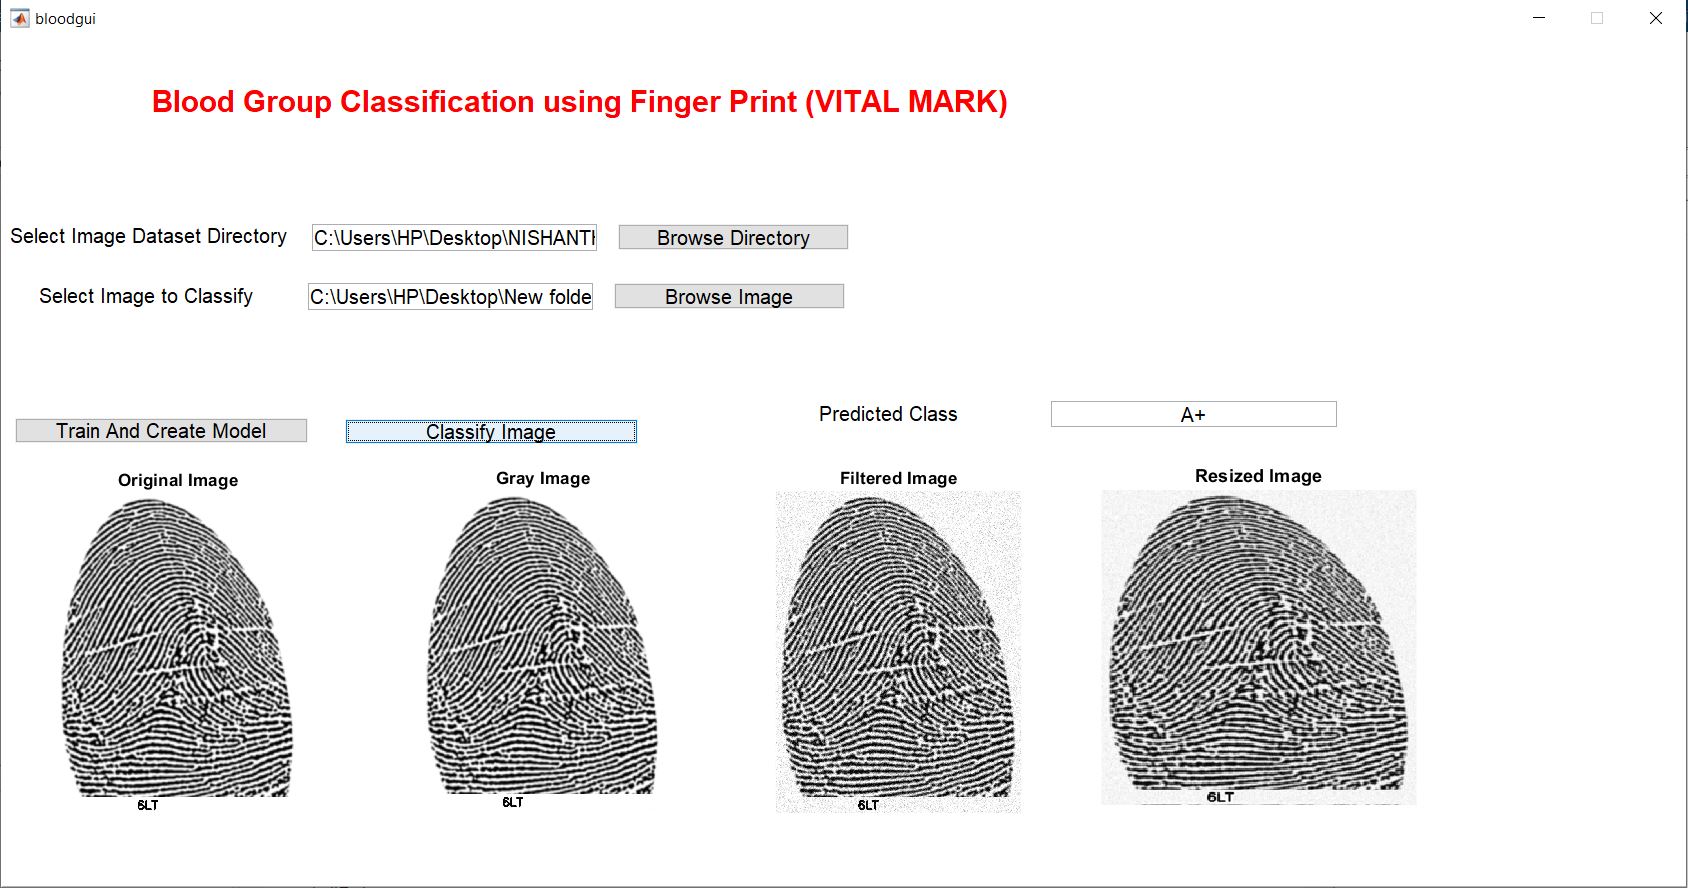 bloodgui
Blood Group Classification using Finger Print (VITAL MARK)
Select Image Dataset Directory C:\Users\HP\Desktop\NISHANTH Browse Directory
Select Image to Classify C:\Users\HP\Desktop\New folde Browse Image
Predicted Class A+
Train And Create Model Classify Image
Original Image Gray Image Filtered Image Resized Image
6LT 6LT 6LT 6LT